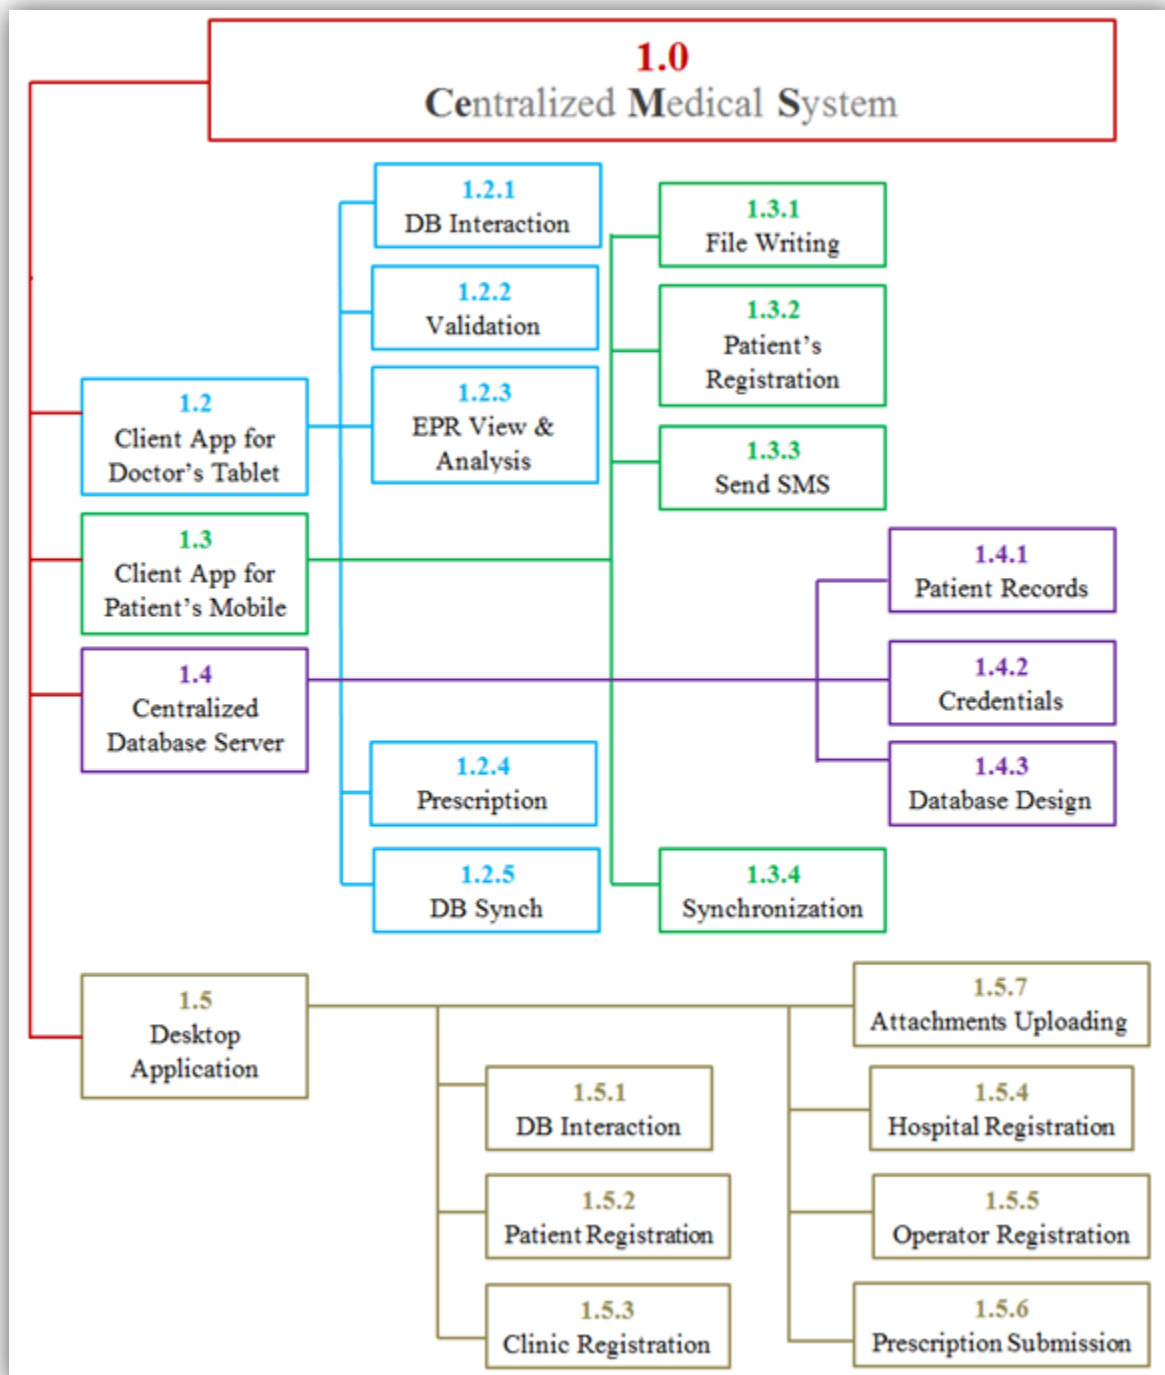 1.0
Centralized Medical System
1.2.1
DB Interaction
1.2.2
Validation
1.2.3
EPR View &
Analysis
1.2.4
Prescription
1.2.5
DB Synch
1.3.1
File Writing
1.3.2
Patient’s
Registration
1.3.3
Send SMS
1.3.4
Synchronization
1.2
Client App for
Doctor’s Tablet
1.3
Client App for
Patient’s Mobile
1.4
Centralized
Database Server
1.4.1
Patient Records
1.4.2
Credentials
1.4.3
Database Design
1.5
Desktop
Application
1.5.7
Attachments Uploading
1.5.1
DB Interaction
1.5.4
Hospital Registration
1.5.2
Patient Registration
1.5.5
Operator Registration
1.5.3
Clinic Registration
1.5.6
Prescription Submission